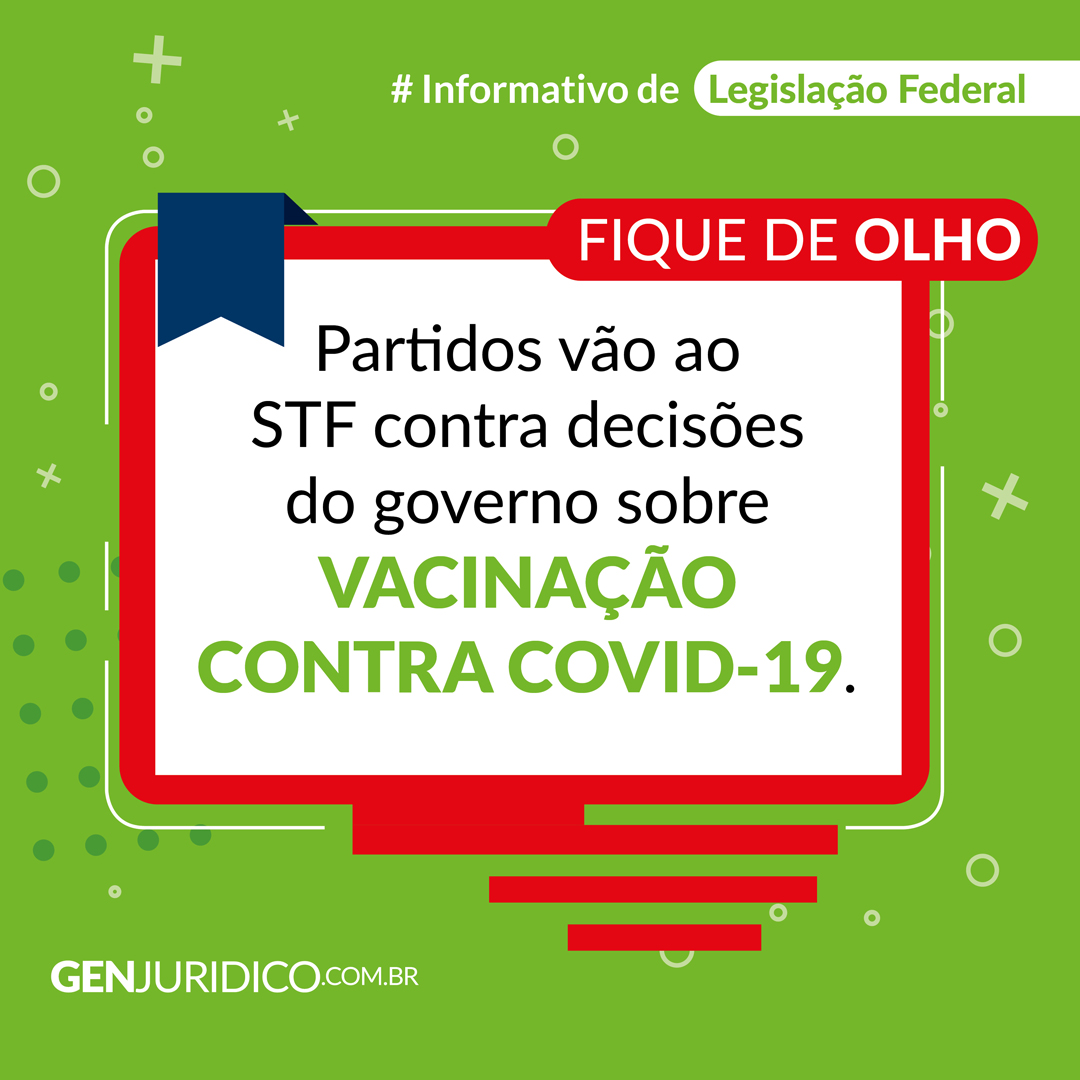 # Informativo de Legislação Federal
FIQUE DE OLHO
Partidos vão ao
STF contra decisões
do governo sobre
VACINAÇÃO
CONTRA COVID-19.
GENJURIDICO.COM.BR